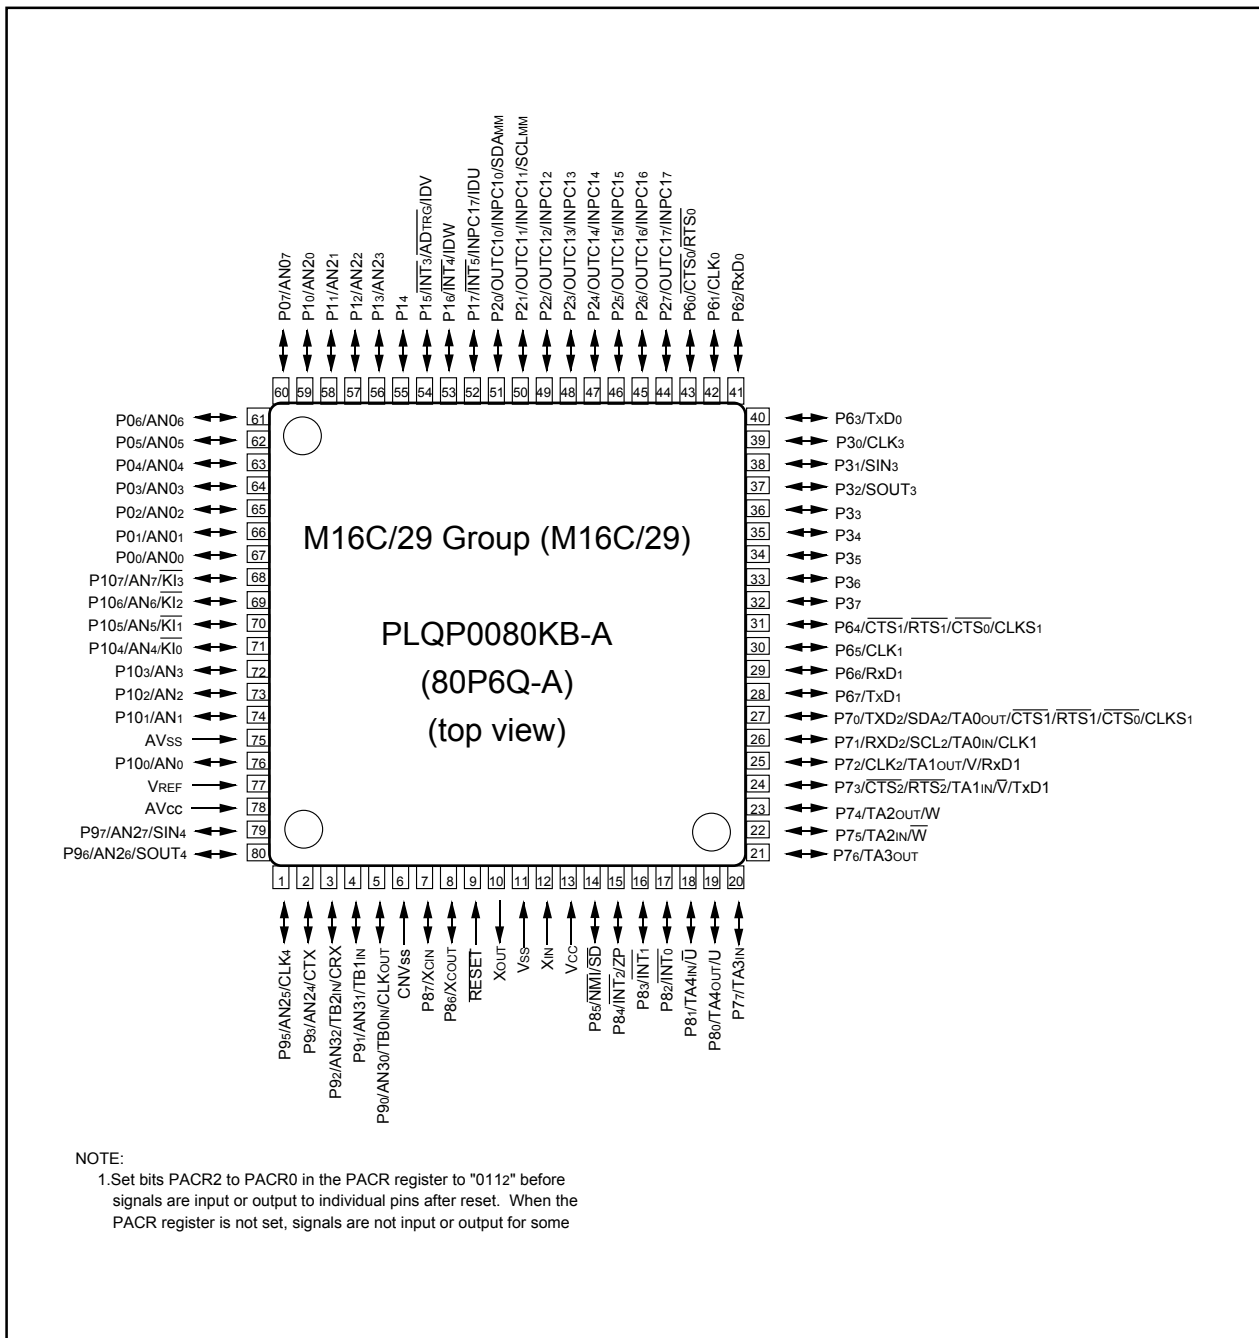 P07/AN07
P10/AN20
P11/AN21
P12/AN22
P13/AN23
P14
P15/INT3/ADTRG/IDV
P16/INT4/IDW
P17/INT5/INPC17/IDU
P20/OUTC10/INPC10/SDAMM
P21/OUTC11/INPC11/SCLMM
P22/OUTC12/INPC12
P23/OUTC13/INPC13
P24/OUTC14/INPC14
P25/OUTC15/INPC15
P26/OUTC16/INPC16
P27/OUTC17/INPC17
P60/CTS0/RTS0
P61/CLK0
P62/RxD0
60 59 58 57 56 55 54 53 52 51 50 49 48 47 46 45 44 43 42 41
P06/AN06 61
P05/AN05 62
P04/AN04 63
P03/AN03 64
P02/AN02 65
P01/AN01 66
P00/AN00 67
P107/AN7/KI3 68
P106/AN6/KI2 69
P105/AN5/KI1 70
P104/AN4/KI0 71
P103/AN3 72
P102/AN2 73
P101/AN1 74
AVSS 75
P100/AN0 76
VREF 77
AVCC 78
P97/AN27/SIN4 79
P96/AN26/SOUT4 80
M16C/29 Group (M16C/29)
PLQP0080KB-A
(80P6Q-A)
(top view)
40 P63/TxD0
39 P30/CLK3
38 P31/SIN3
37 P32/SOUT3
36 P33
35 P34
34 P35
33 P36
32 P37
31 P64/CTS1/RTS1/CTS0/CLKS1
30 P65/CLK1
29 P66/RxD1
28 P67/TxD1
27 P70/TXD2/SDA2/TA0OUT/CTS1/RTS1/CTS0/CLKS1
26 P71/RXD2/SCL2/TA0IN/CLK1
25 P72/CLK2/TA1OUT/V/RxD1
24 P73/CTS2/RTS2/TA1IN/V/TxD1
23 P74/TA2OUT/W
22 P75/TA2IN/W
21 P76/TA3OUT
1 2 3 4 5 6 7 8 9 10 11 12 13 14 15 16 17 18 19 20
P95/AN25/CLK4
P93/AN24/CTX
P92/AN32/TB2IN/CRX
P91/AN31/TB1IN
P90/AN30/TB0IN/CLKOUT
CNVss
P87/XCIN
P86/XCOUT
RESET
XOUT
VSS
XIN
VCC
P85/NMI/SD
P84/INT2/ZP
P83/INT1
P82/INT0
P81/TA4IN/U
P80/TA4OUT/U
P77/TA3IN
NOTE:
1.Set bits PACR2 to PACR0 in the PACR register to "0112" before
signals are input or output to individual pins after reset. When the
PACR register is not set, signals are not input or output for some